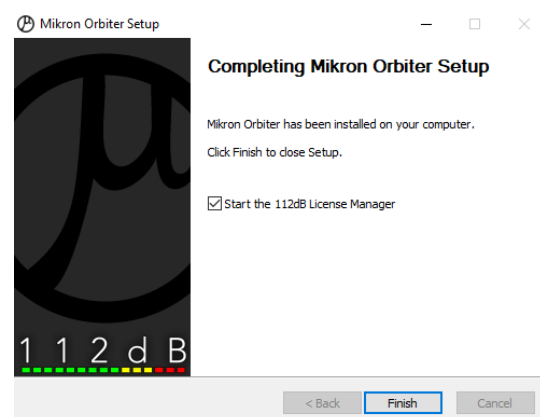 Mikron Orbiter Setup
Completing Mikron Orbiter Setup
Mikron Orbiter has been installed on your computer.
Click Finish to close Setup.
Start the 112dB License Manager
112dB
< Back
Finish
Cancel